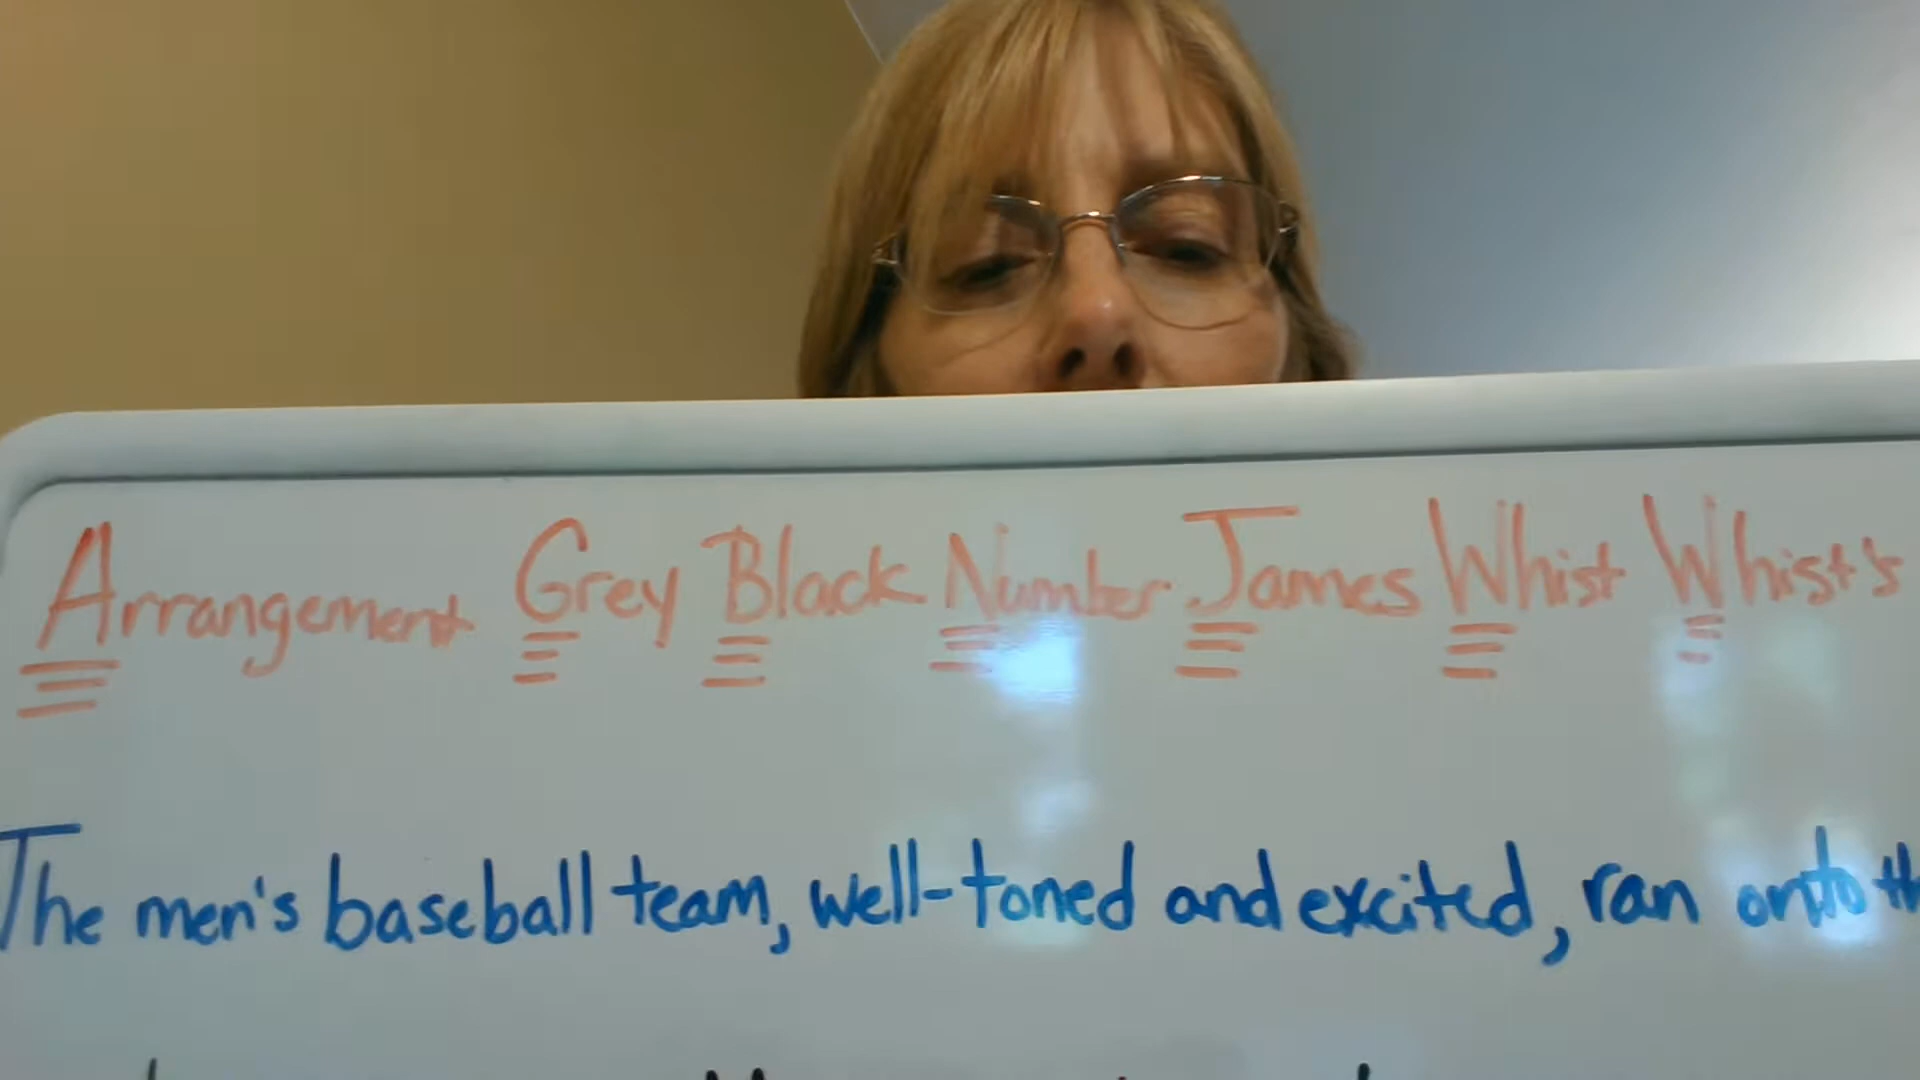 Arrangement Grey Black Number James Whist Whist's
The men's baseball team, well-toned and excited, ran onto